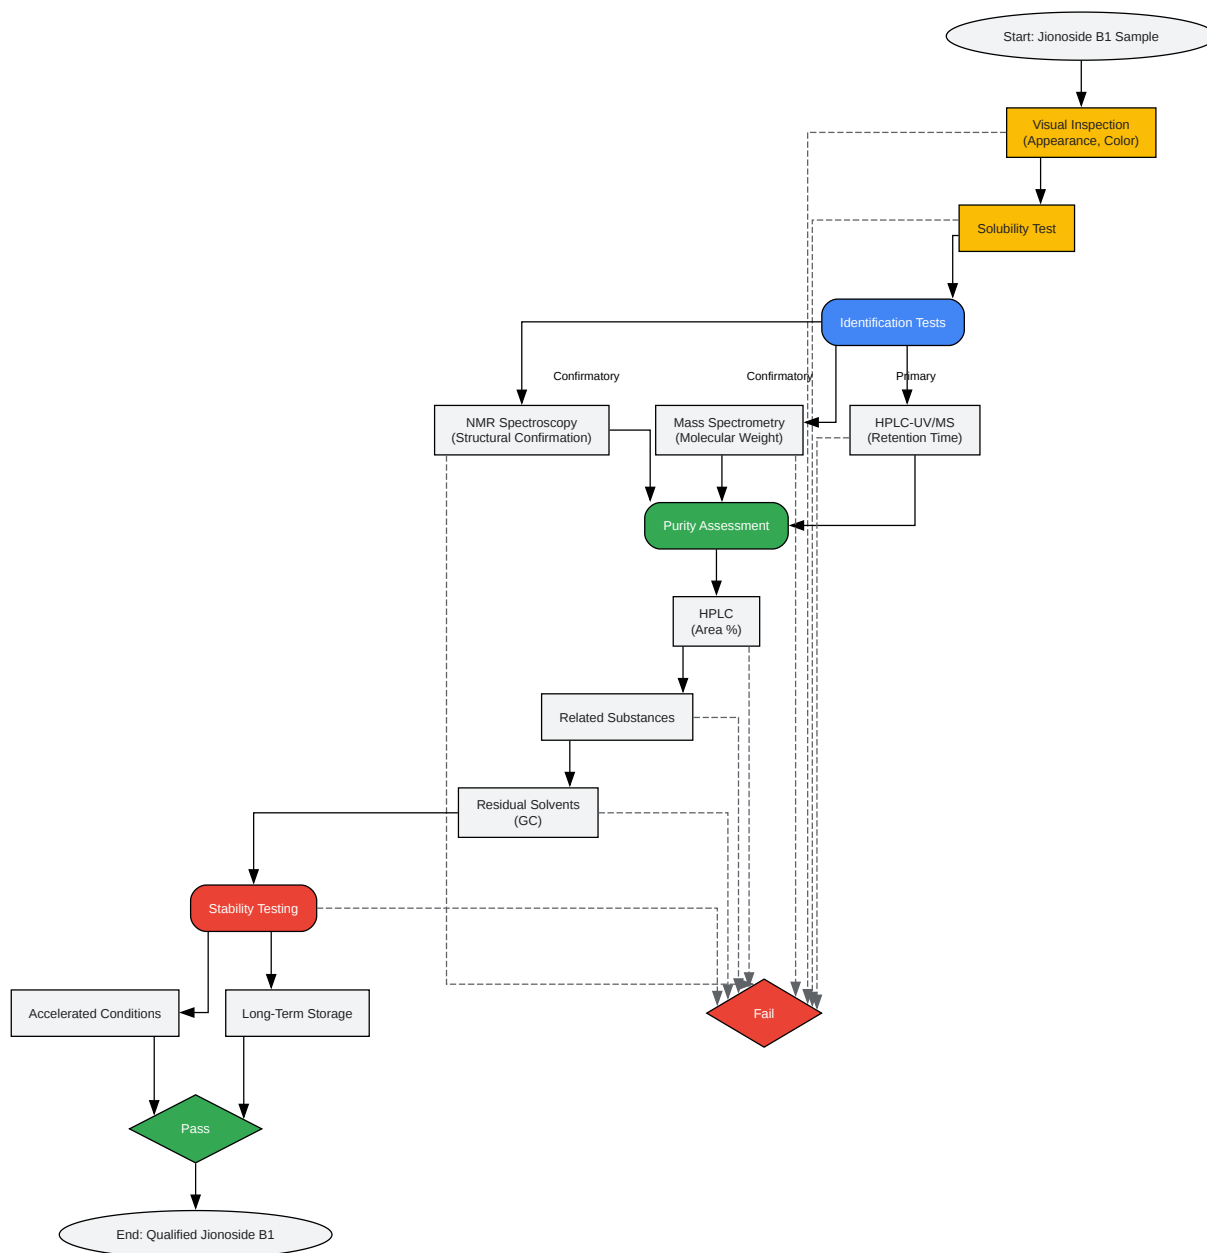 Start: Jionoside B1 Sample
Visual Inspection
(Appearance, Color)
Solubility Test
Identification Tests
Confirmatory
Confirmatory
Primary
NMR Spectroscopy
(Structural Confirmation)
Mass Spectrometry
(Molecular Weight)
HPLC-UV/MS
(Retention Time)
Purity Assessment
HPLC
(Area %)
Related Substances
Residual Solvents
(GC)
Stability Testing
Accelerated Conditions
Long-Term Storage
Fail
Pass
End: Qualified Jionoside B1